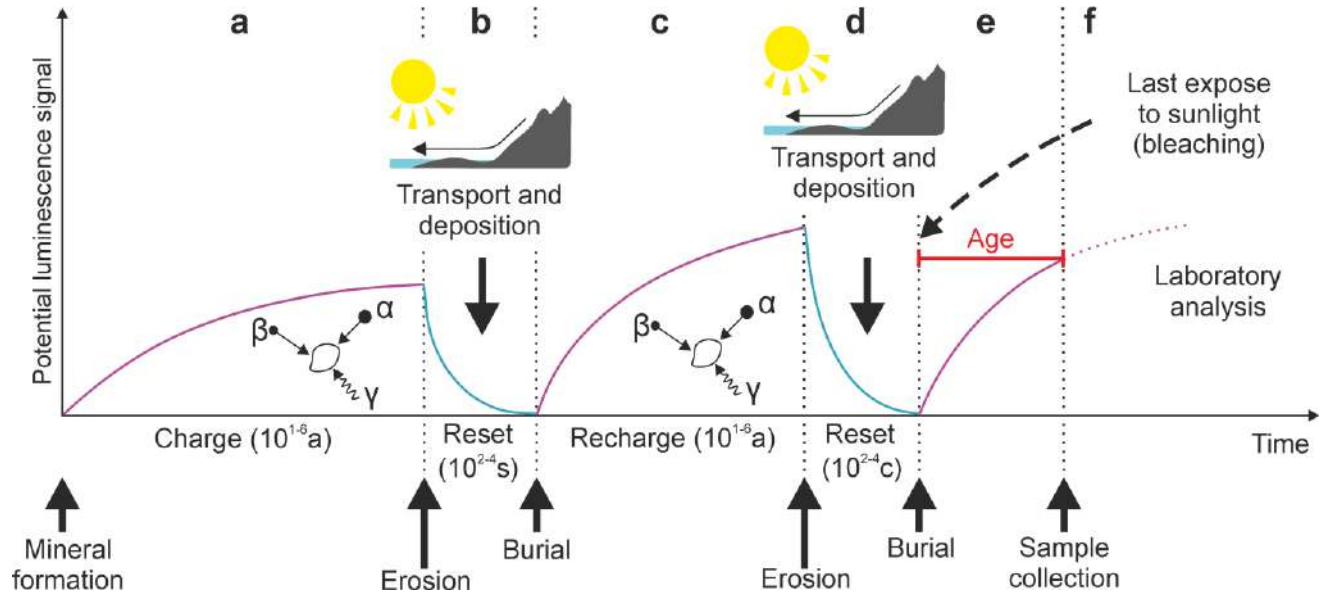 a
b
c
d
e
f
Potential luminescence signal
Transport and
deposition
Transport and
deposition
Last expose
to sunlight
(bleaching)
Age
Laboratory
analysis
β
α
γ
β
α
γ
Charge (10¹⁻⁶a)
Reset
(10²⁻⁴s)
Recharge (10¹⁻⁶a)
Reset
(10²⁻⁴c)
Time
Mineral
formation
Erosion
Burial
Erosion
Burial
Sample
collection